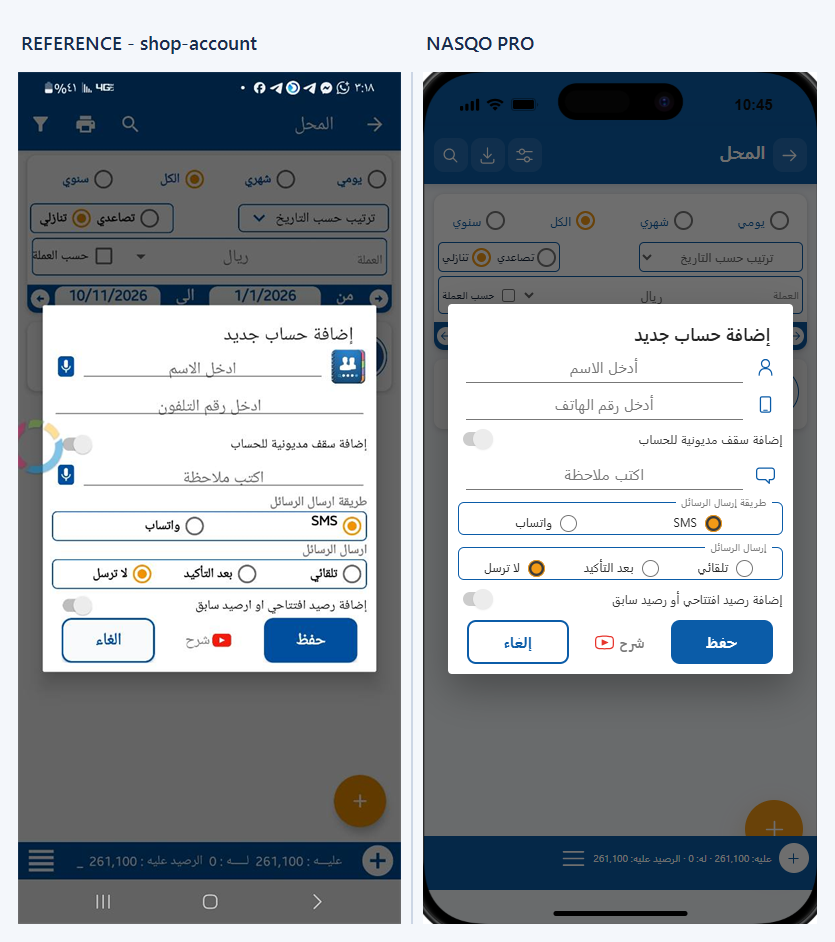 REFERENCE - shop-account
٪٤١ 4GE ٣:١٨
المحل
يومي شهري الكل سنوي
ترتيب حسب التاريخ تصاعدي تنازلي
العملة ريال حسب العملة
من 1/1/2026 الى 10/11/2026
إضافة حساب جديد
ادخل الاسم
ادخل رقم التلفون
إضافة سقف مديونية للحساب
اكتب ملاحظة
طريقة ارسال الرسائل
SMS واتساب
ارسال الرسائل
تلقائي بعد التأكيد لا ترسل
إضافة رصيد افتتاحي او ارصيد سابق
حفظ شرح الغاء
عليـــه : 261,100 لـــه : 0 الرصيد عليه : 261,100 _
NASQO PRO
10:45
المحل
يومي شهري الكل سنوي
ترتيب حسب التاريخ تصاعدي تنازلي
العملة ريال حسب العملة
إضافة حساب جديد
أدخل الاسم
أدخل رقم الهاتف
إضافة سقف مديونية للحساب
اكتب ملاحظة
طريقة إرسال الرسائل
SMS واتساب
إرسال الرسائل
تلقائي بعد التأكيد لا ترسل
إضافة رصيد افتتاحي أو رصيد سابق
حفظ شرح إلغاء
عليه: 261,100 · له: 0 · الرصيد عليه: 261,100